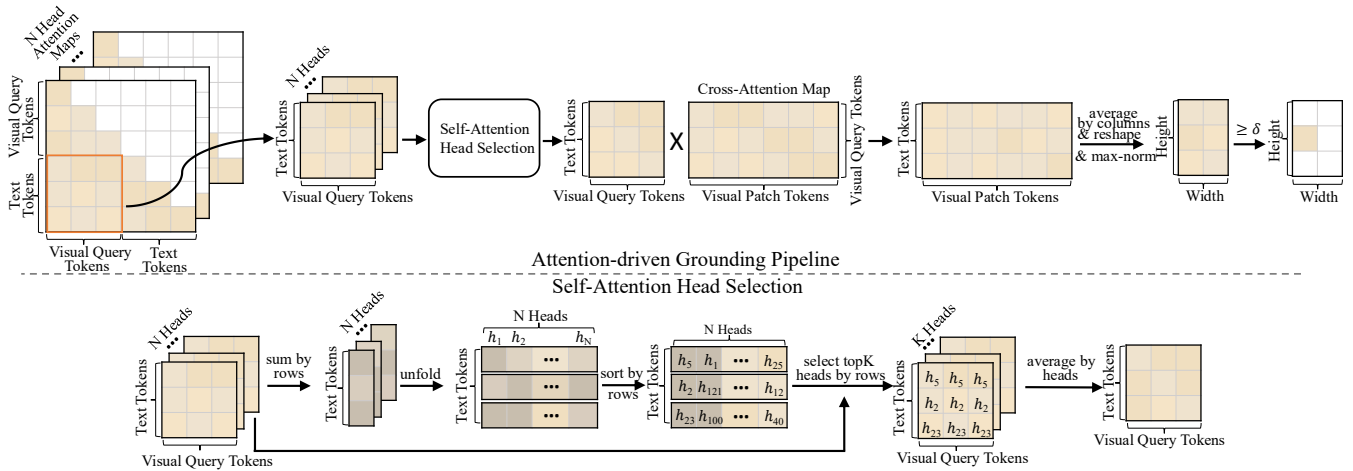 N Head
Attention
Maps
•••
Visual Query
Tokens
Text
Tokens
Visual Query
Tokens
Text
Tokens
N Heads
•••
Text Tokens
Visual Query Tokens
Self-Attention
Head Selection
Text Tokens
Visual Query Tokens
X
Cross-Attention Map
Visual Query Tokens
Visual Patch Tokens
Text Tokens
Visual Patch Tokens
average
by columns
& reshape
& max-norm
Height
Width
≥ δ
Height
Width
Attention-driven Grounding Pipeline
Self-Attention Head Selection
N Heads
•••
Text Tokens
Visual Query Tokens
sum by
rows
N Heads
•••
Text Tokens
unfold
N Heads
h₁ h₂ h_N
Text Tokens
•••
•••
•••
sort by
rows
N Heads
Text Tokens
h₅ h₁ ••• h₂₅
h₂ h₁₂₁ ••• h₁₂
h₂₃ h₁₀₀ ••• h₄₀
select topK
heads by rows
K Heads
•••
Text Tokens
h₅ h₅ h₅
h₂ h₂ h₂
h₂₃ h₂₃ h₂₃
Visual Query Tokens
average by
heads
Text Tokens
Visual Query Tokens